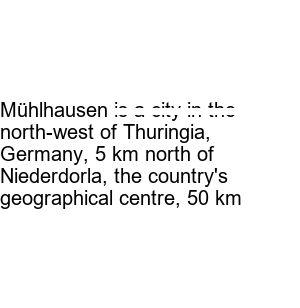 Mühlhausen is a city in the
north-west of Thuringia,
Germany, 5 km north of
Niederdorla, the country's
geographical centre, 50 km